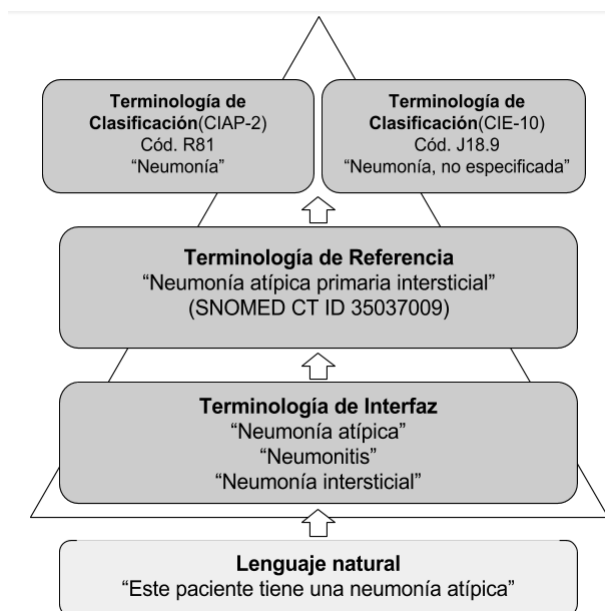 Terminología de
Clasificación(CIAP-2)
Cód. R81
“Neumonía”
Terminología de
Clasificación(CIE-10)
Cód. J18.9
“Neumonía, no especificada”
Terminología de Referencia
“Neumonía atípica primaria intersticial”
(SNOMED CT ID 35037009)
Terminología de Interfaz
“Neumonía atípica”
“Neumonitis”
“Neumonía intersticial”
Lenguaje natural
“Este paciente tiene una neumonía atípica”